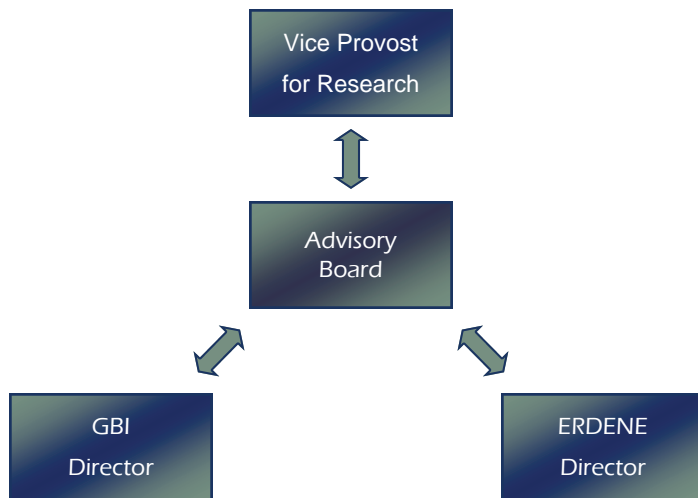 Vice Provost
for Research
Advisory
Board
GBI
Director
ERDENE
Director